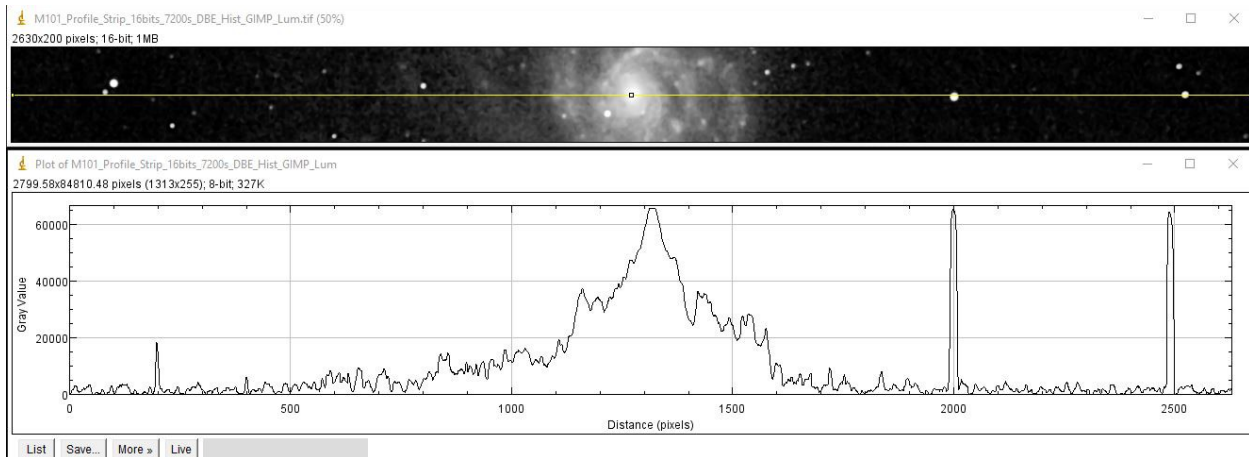 M101_Profile_Strip_16bits_7200s_DBE_Hist_GIMP_Lum.tif (50%)
2630x200 pixels; 16-bit; 1MB
Plot of M101_Profile_Strip_16bits_7200s_DBE_Hist_GIMP_Lum
2799.58x84810.48 pixels (1313x255); 8-bit; 327K
60000
40000
20000
0
Gray Value
0 500 1000 1500 2000 2500
Distance (pixels)
List Save... More » Live